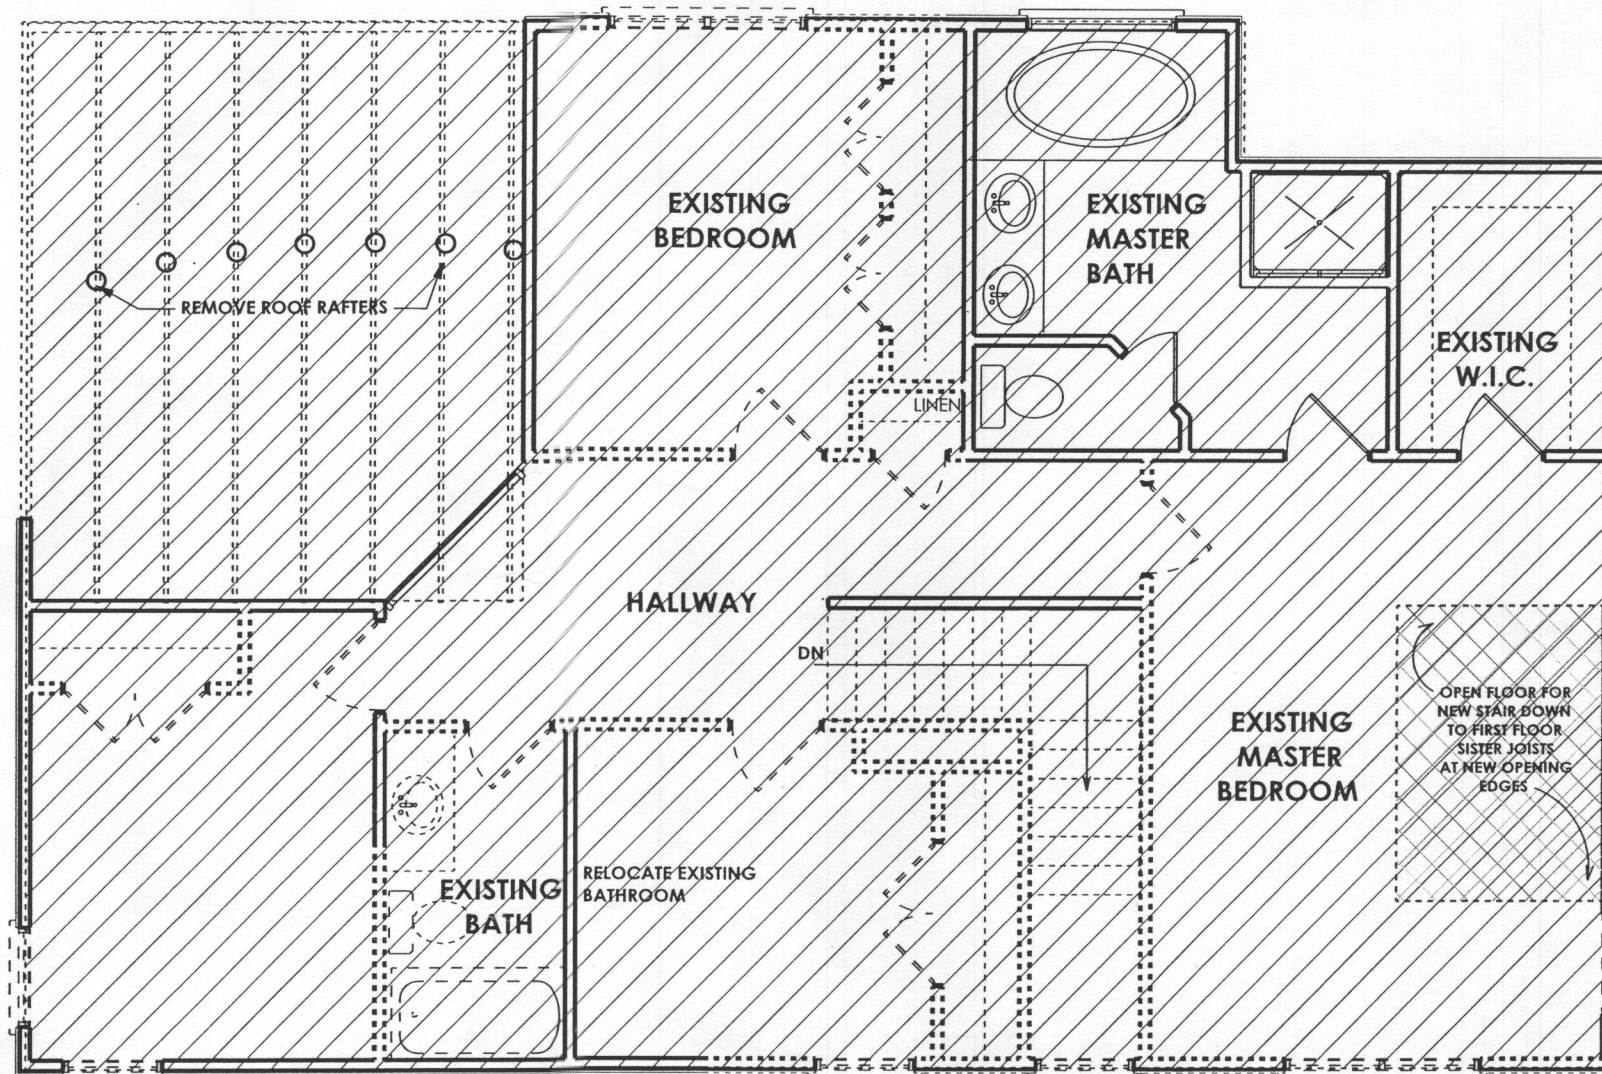 EXISTING
BEDROOM
EXISTING
MASTER
BATH
REMOVE ROOF RAFTERS
EXISTING
W.I.C.
LINEN
HALLWAY
DN
OPEN FLOOR FOR
NEW STAIR DOWN
TO FIRST FLOOR
SISTER JOISTS
AT NEW OPENING
EDGES
EXISTING
MASTER
BEDROOM
EXISTING
BATH
RELOCATE EXISTING
BATHROOM